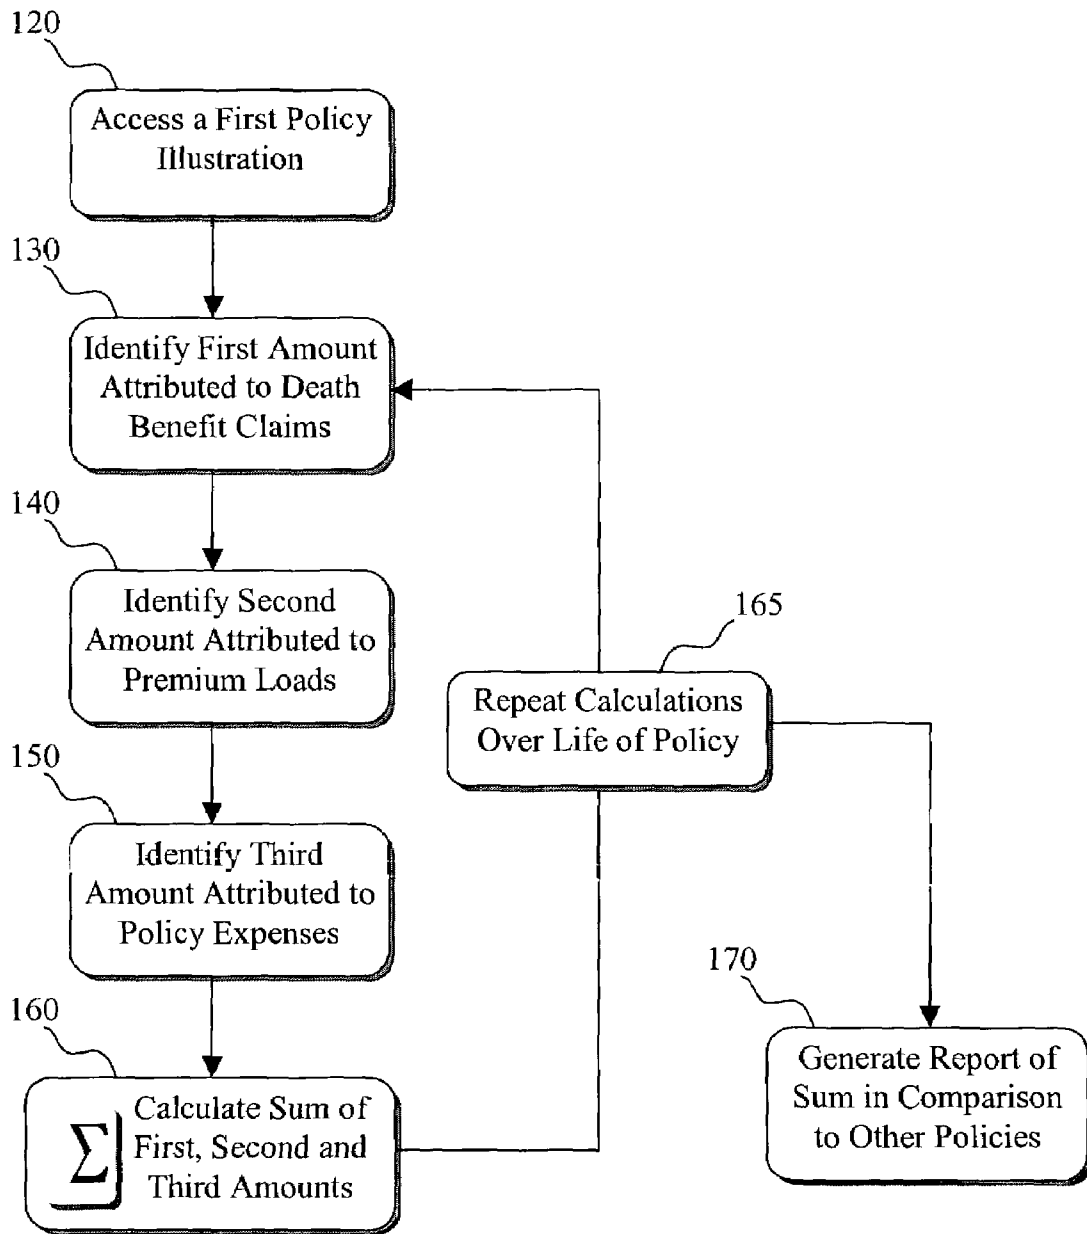 120
Access a First Policy
Illustration
130
Identify First Amount
Attributed to Death
Benefit Claims
140
Identify Second
Amount Attributed to
Premium Loads
165
Repeat Calculations
Over Life of Policy
150
Identify Third
Amount Attributed to
Policy Expenses
160
Σ
Calculate Sum of
First, Second and
Third Amounts
170
Generate Report of
Sum in Comparison
to Other Policies